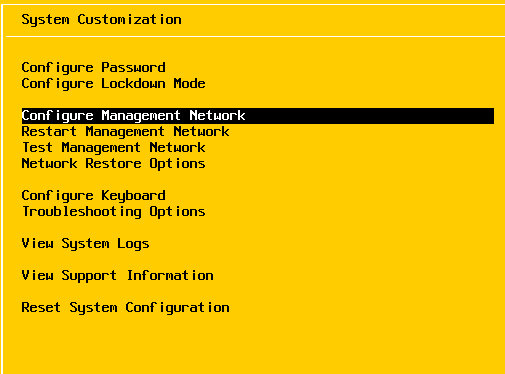 System Customization
Configure Password
Configure Lockdown Mode
Configure Management Network
Restart Management Network
Test Management Network
Network Restore Options
Configure Keyboard
Troubleshooting Options
View System Logs
View Support Information
Reset System Configuration